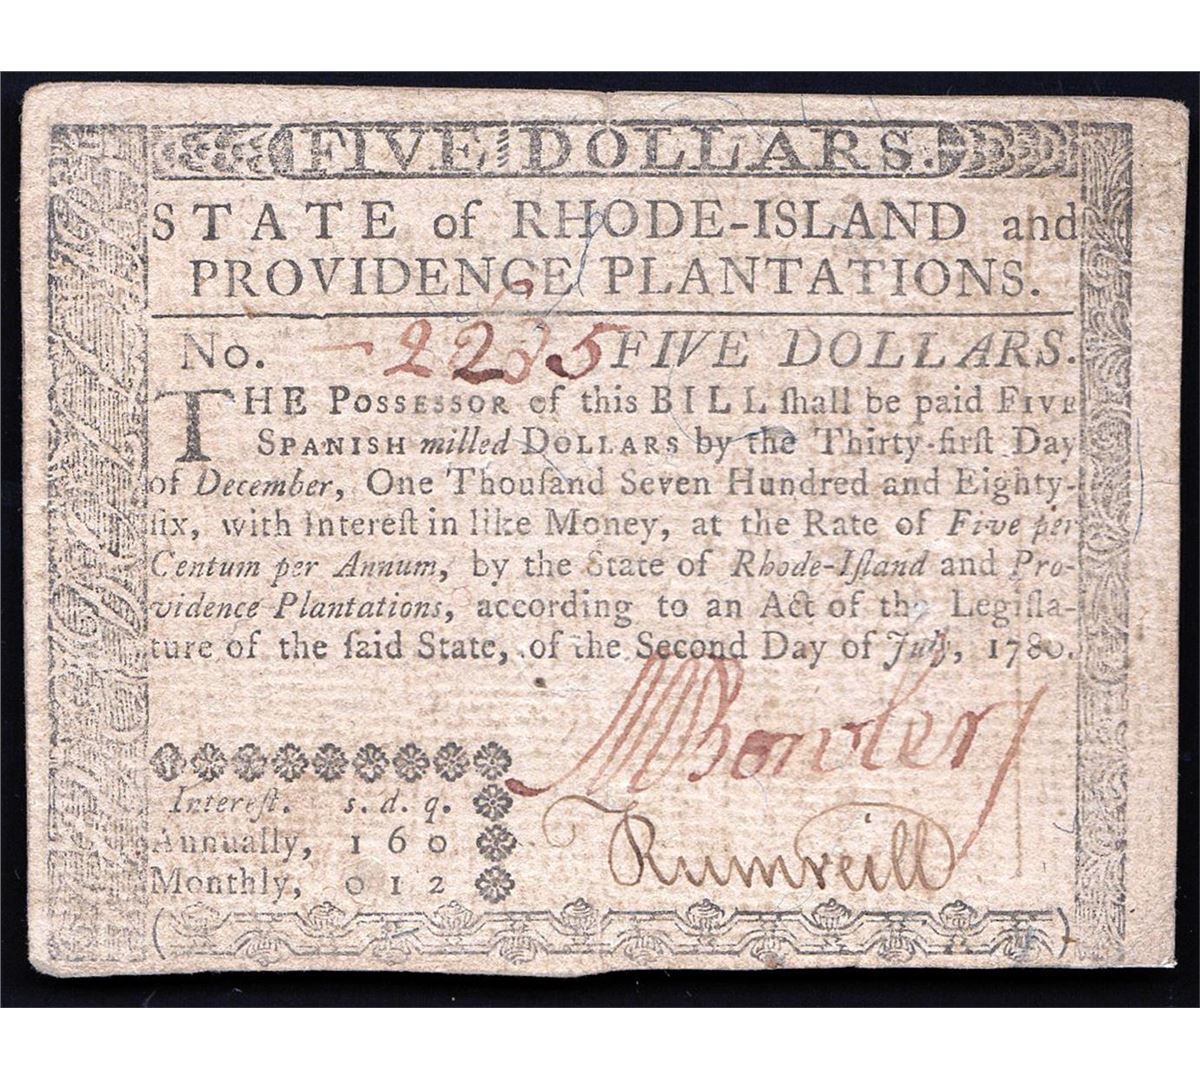 FIVE DOLLARS.
STATE of RHODE-ISLAND and
PROVIDENCE PLANTATIONS.
No. 2235 FIVE DOLLARS.
THE POSSESSOR of this BILL ſhall be paid FIVE
SPANISH milled DOLLARS by the Thirty-firſt Day
of December, One Thouſand Seven Hundred and Eighty-
ſix, with Intereſt in like Money, at the Rate of Five per
Centum per Annum, by the State of Rhode-Iſland and Pro-
vidence Plantations, according to an Act of the Legiſla-
ture of the ſaid State, of the Second Day of July, 1780.
Intereſt. s. d. q.
Annually, 1 6 0
Monthly, 0 1 2
M Bowler
T Rumreill